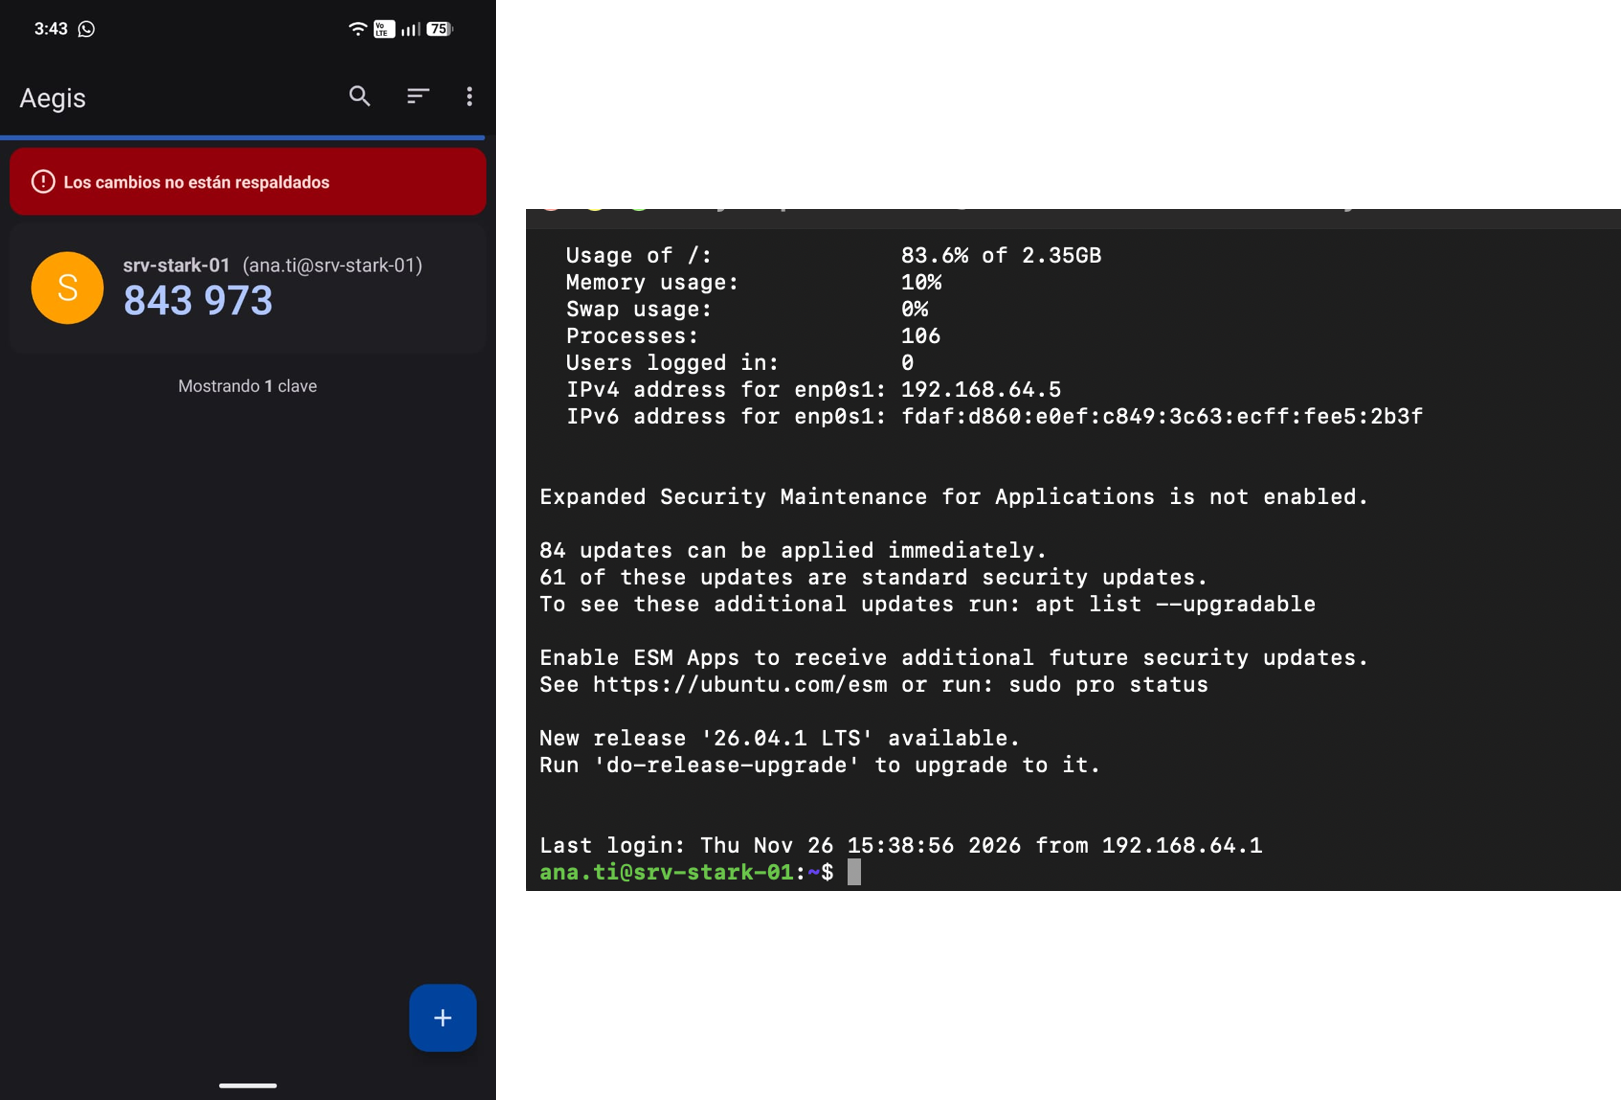 3:43
Vo LTE
75
Aegis
Los cambios no están respaldados
S
srv-stark-01 (ana.ti@srv-stark-01)
843 973
Mostrando 1 clave
+
Usage of /: 83.6% of 2.35GB
Memory usage: 10%
Swap usage: 0%
Processes: 106
Users logged in: 0
IPv4 address for enp0s1: 192.168.64.5
IPv6 address for enp0s1: fdaf:d860:e0ef:c849:3c63:ecff:fee5:2b3f
Expanded Security Maintenance for Applications is not enabled.
84 updates can be applied immediately.
61 of these updates are standard security updates.
To see these additional updates run: apt list --upgradable
Enable ESM Apps to receive additional future security updates.
See https://ubuntu.com/esm or run: sudo pro status
New release '26.04.1 LTS' available.
Run 'do-release-upgrade' to upgrade to it.
Last login: Thu Nov 26 15:38:56 2026 from 192.168.64.1
ana.ti@srv-stark-01:~$